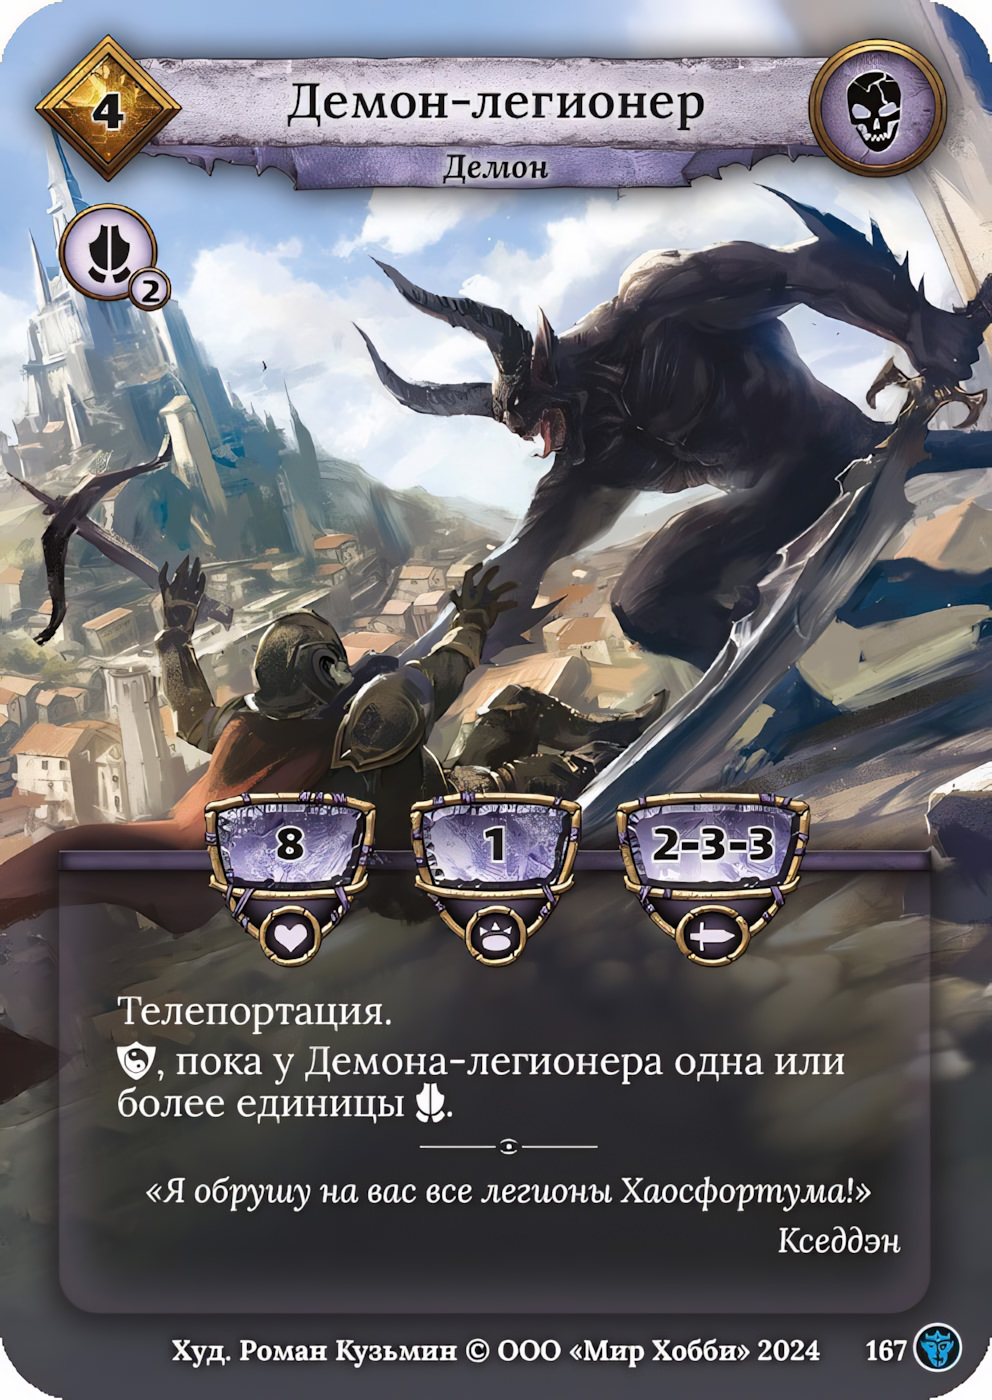 4
Демон-легионер
Демон
2
8
1
2-3-3
Телепортация.
, пока у Демона-легионера одна или
более единицы .
«Я обрушу на вас все легионы Хаосфортума!»
Кседдэн
Худ. Роман Кузьмин © ООО «Мир Хобби» 2024
167